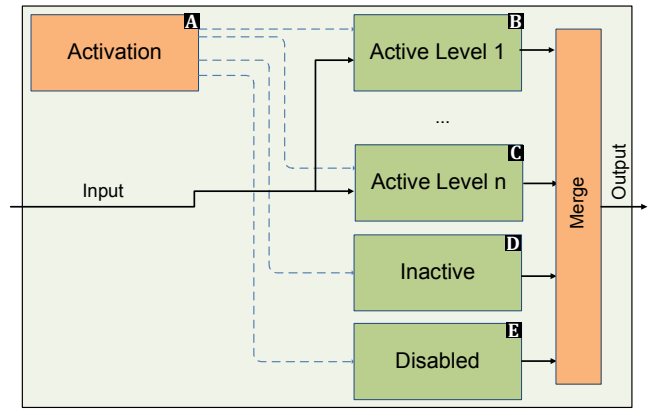 A
Activation
B
Active Level 1
...
C
Active Level n
Input
D
Inactive
E
Disabled
Merge
Output